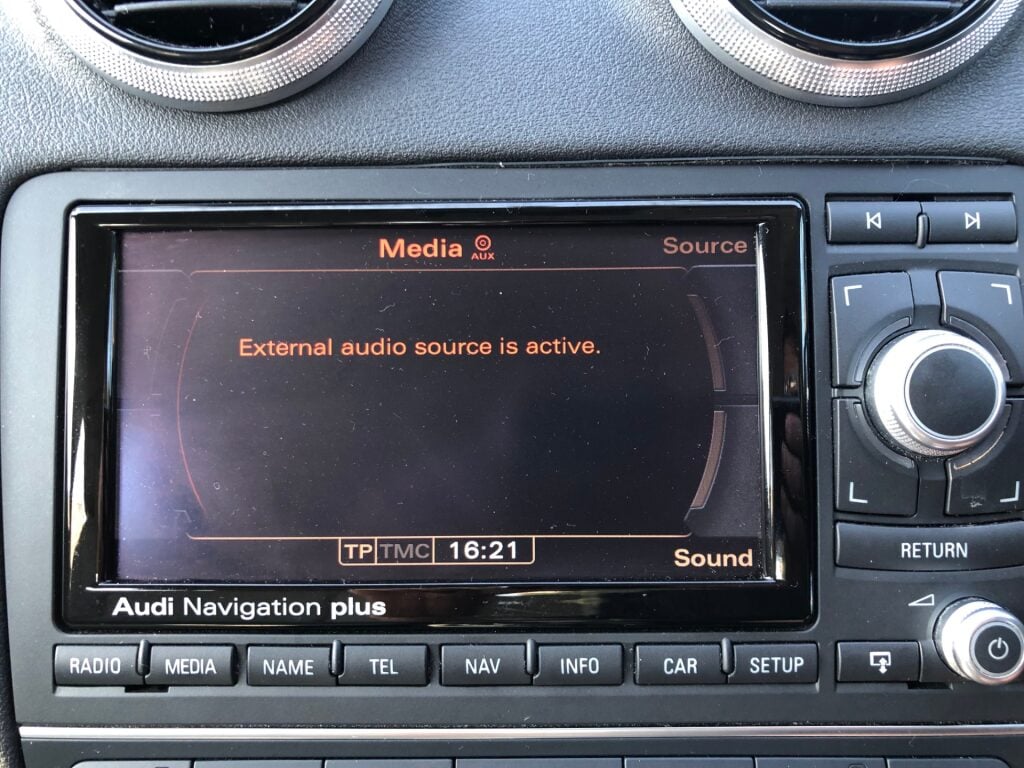 Media AUX Source
External audio source is active.
TP TMC 16:21 Sound
Audi Navigation plus
RETURN
RADIO MEDIA NAME TEL NAV INFO CAR SETUP